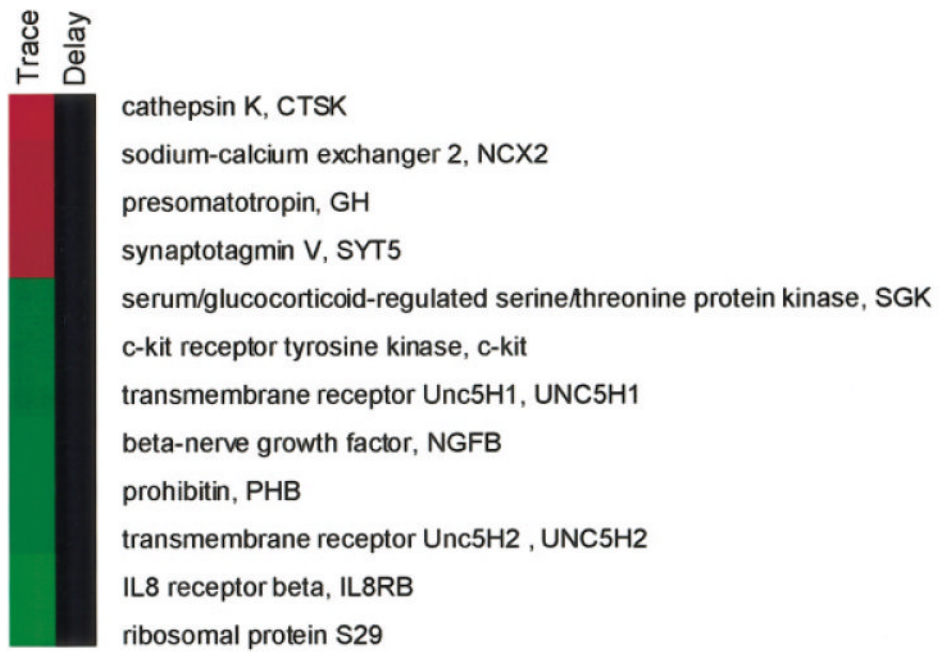 Trace
Delay
cathepsin K, CTSK
sodium-calcium exchanger 2, NCX2
presomatotropin, GH
synaptotagmin V, SYT5
serum/glucocorticoid-regulated serine/threonine protein kinase, SGK
c-kit receptor tyrosine kinase, c-kit
transmembrane receptor Unc5H1, UNC5H1
beta-nerve growth factor, NGFB
prohibitin, PHB
transmembrane receptor Unc5H2 , UNC5H2
IL8 receptor beta, IL8RB
ribosomal protein S29